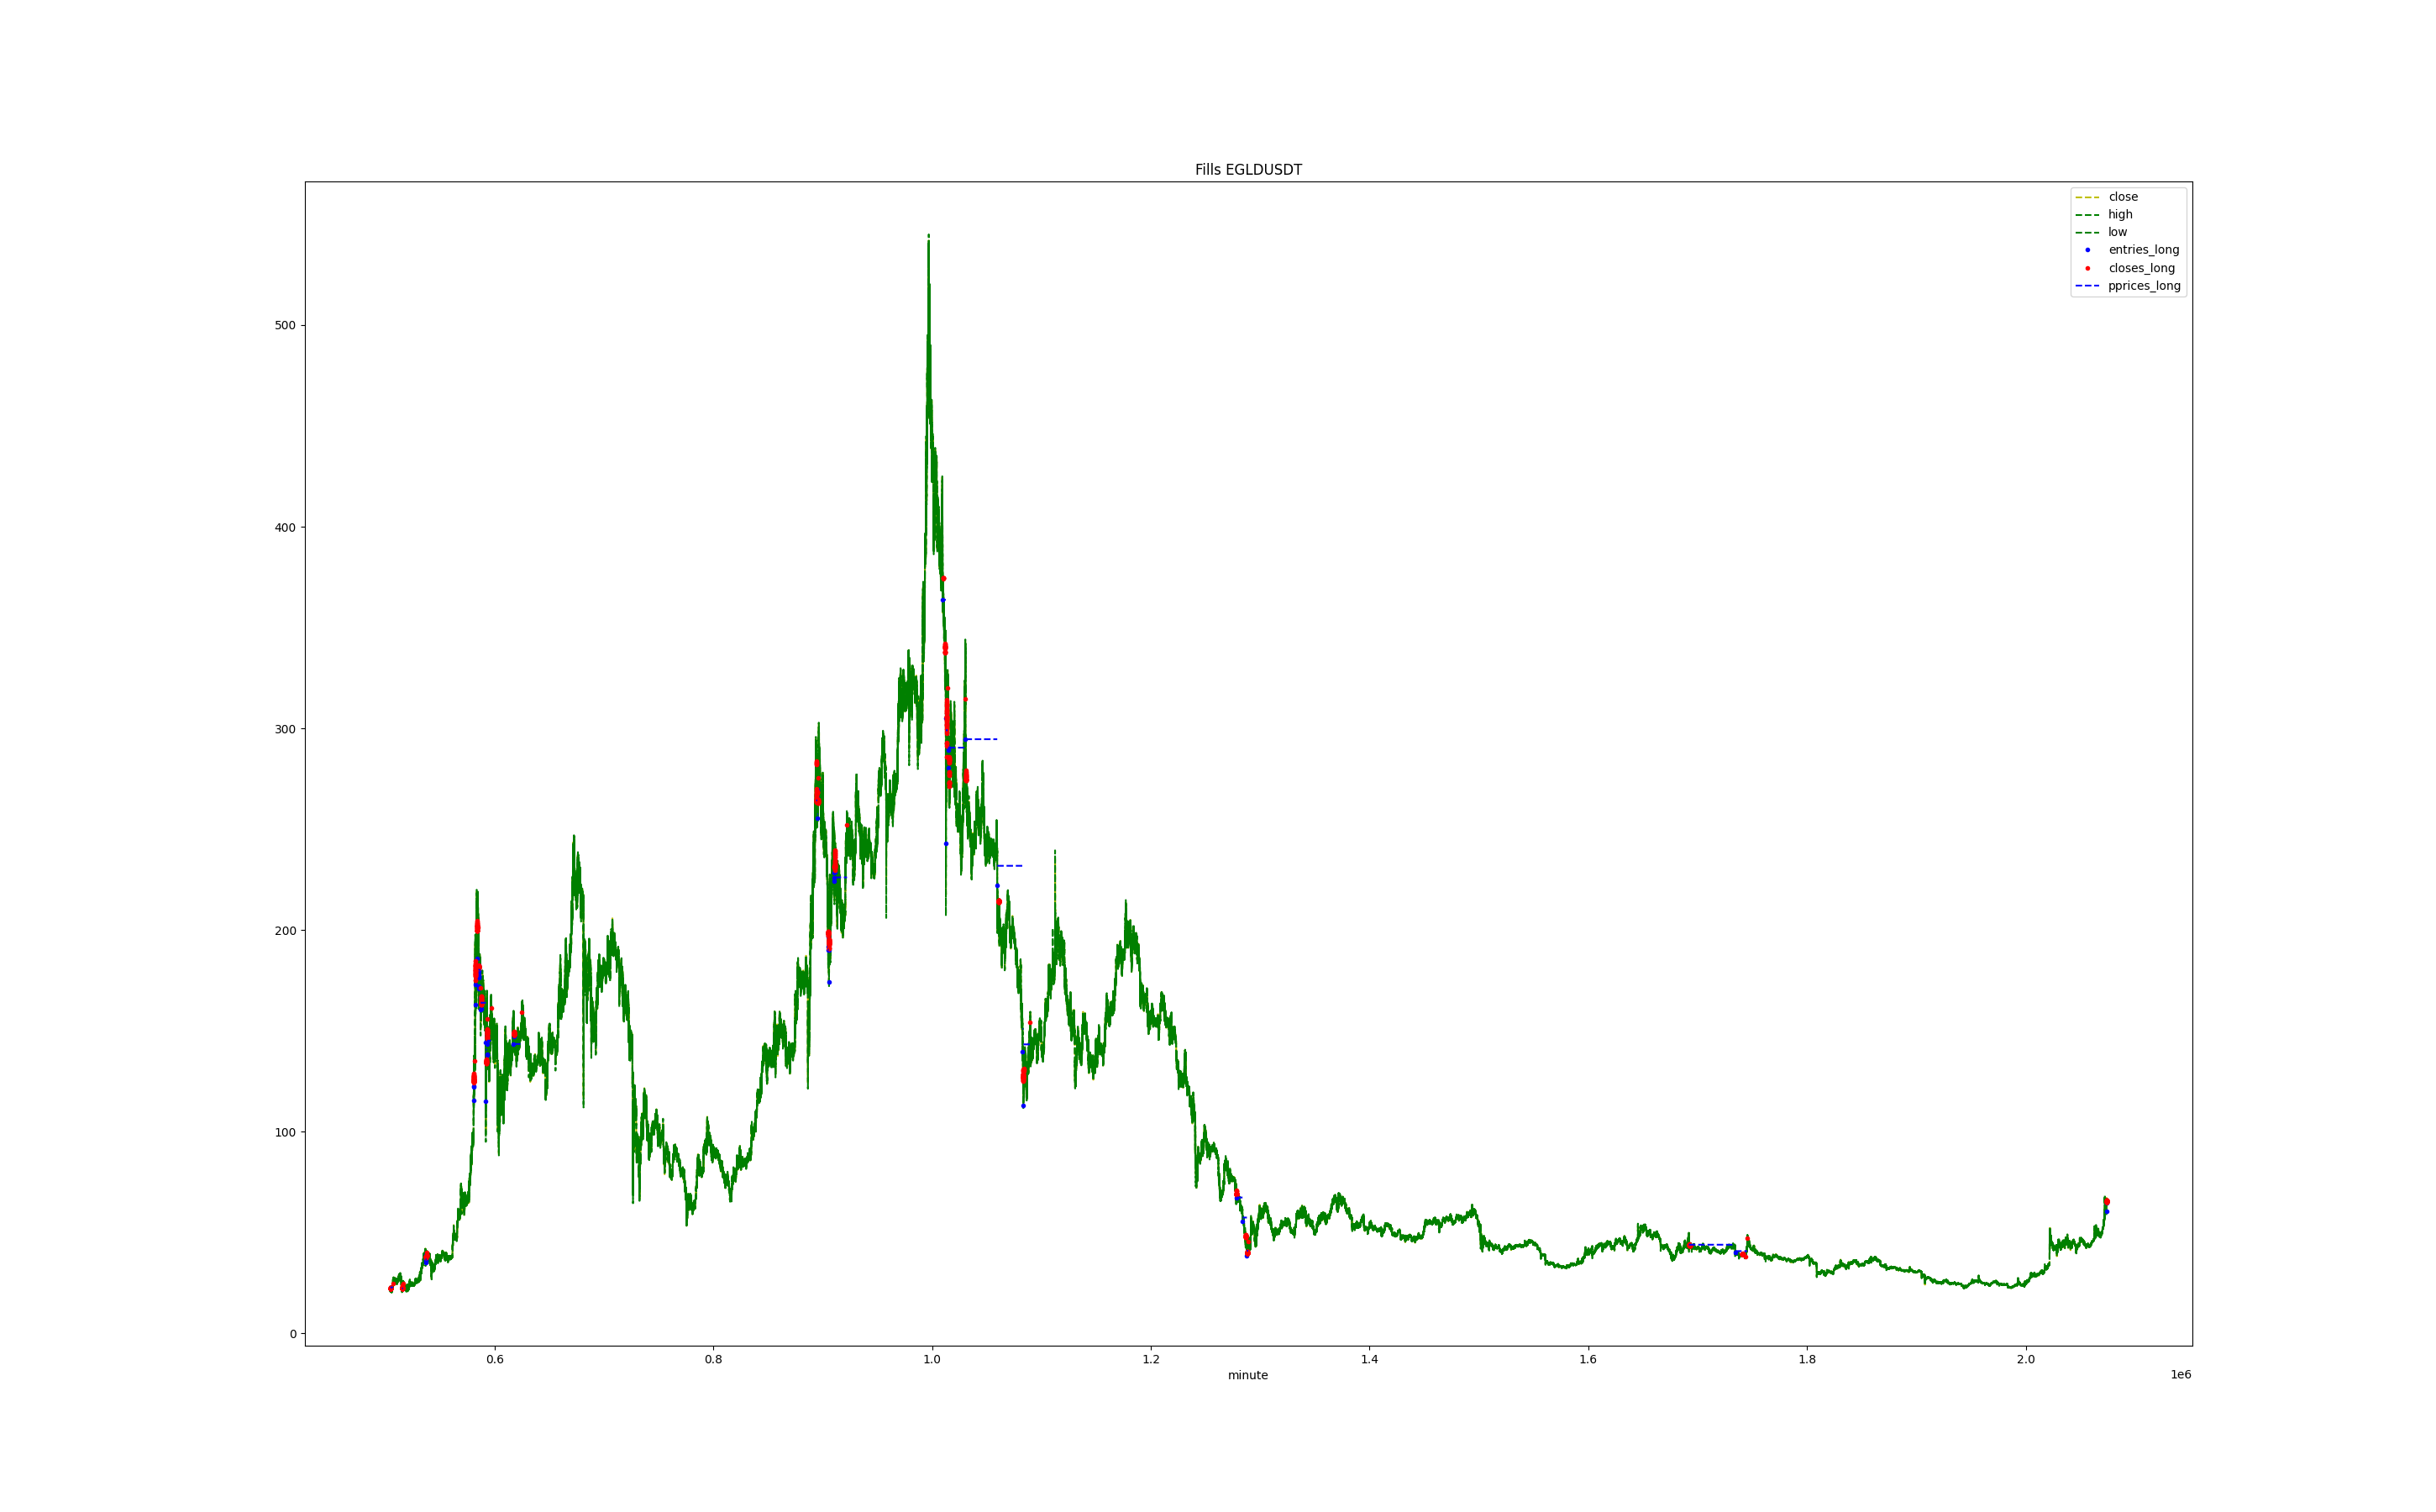 Fills EGLDUSDT
close
high
low
entries_long
closes_long
pprices_long
500
400
300
200
100
0
0.6 0.8 1.0 1.2 1.4 1.6 1.8 2.0
minute 1e6